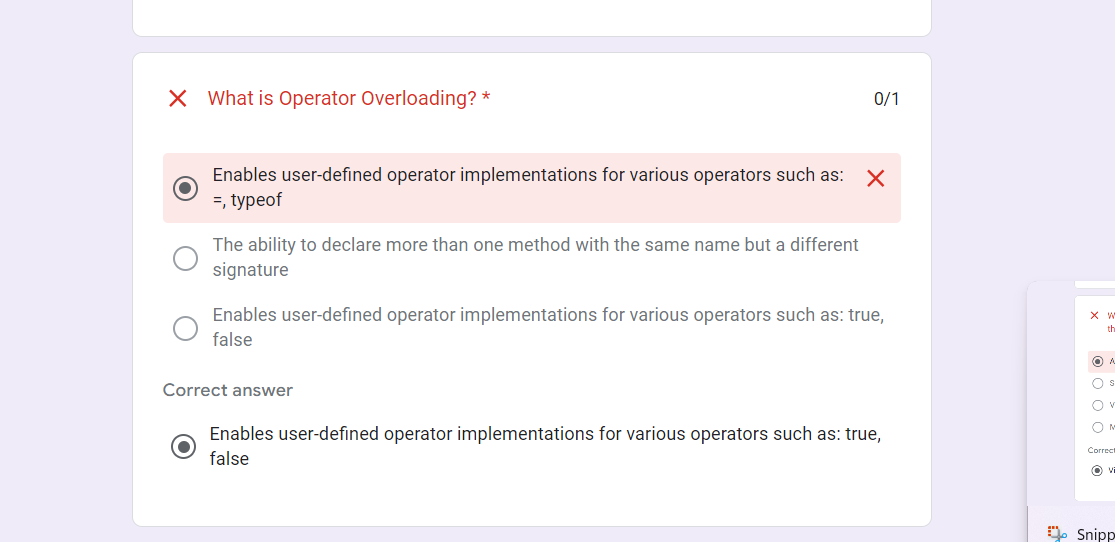 What is Operator Overloading? *
0/1
Enables user-defined operator implementations for various operators such as:
=, typeof
The ability to declare more than one method with the same name but a different
signature
Enables user-defined operator implementations for various operators such as: true,
false
Correct answer
Enables user-defined operator implementations for various operators such as: true,
false
W
th
A
S
V
M
Correct
Vi
Snipp